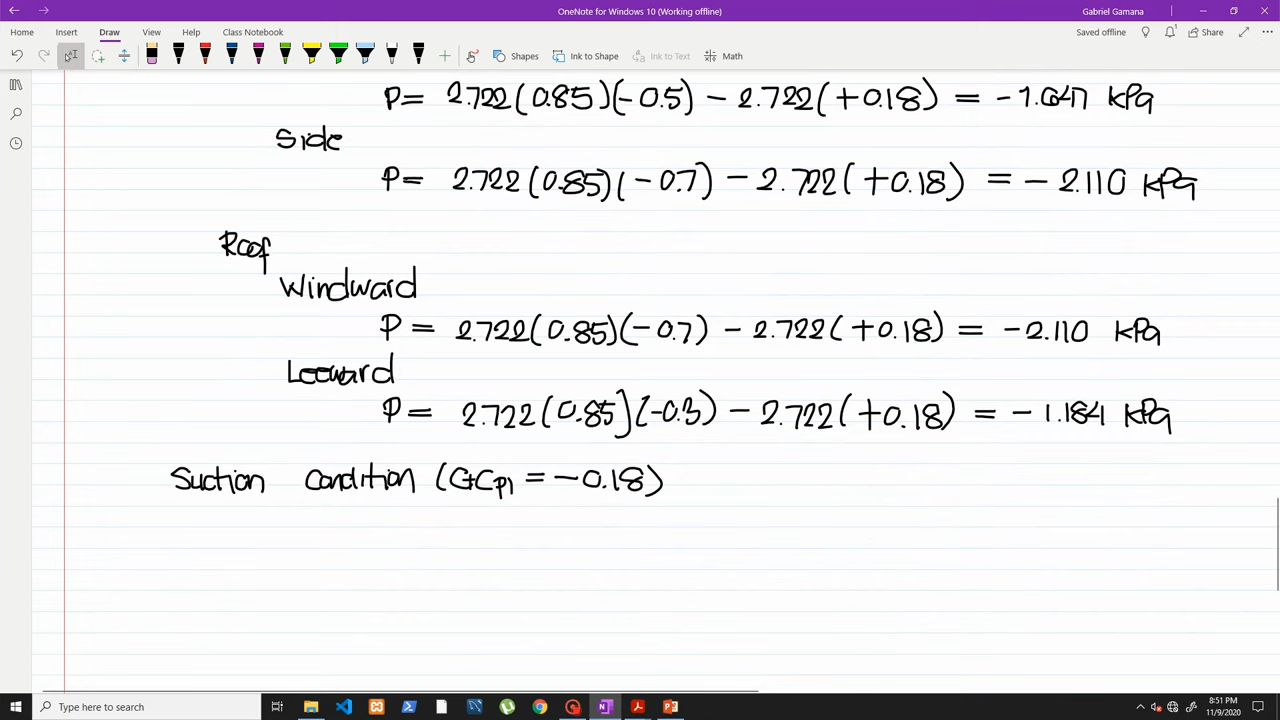 OneNote for Windows 10 (Working offline)
Gabriel Gamana
Home Insert Draw View Help Class Notebook
Saved offline Share
Shapes Ink to Shape Ink to Text Math
P= 2.722(0.85)(-0.5) - 2.722(+0.18) = -1.647 kPa
Side
P= 2.722(0.85)(-0.7) - 2.722(+0.18) = -2.110 kPa
Roof
Windward
P = 2.722(0.85)(-0.7) - 2.722(+0.18) = -2.110 kPa
Leeward
P= 2.722(0.85)(-0.3) - 2.722(+0.18) = -1.184 kPa
Suction Condition (GCpi = -0.18)
Type here to search
8:51 PM
11/9/2020